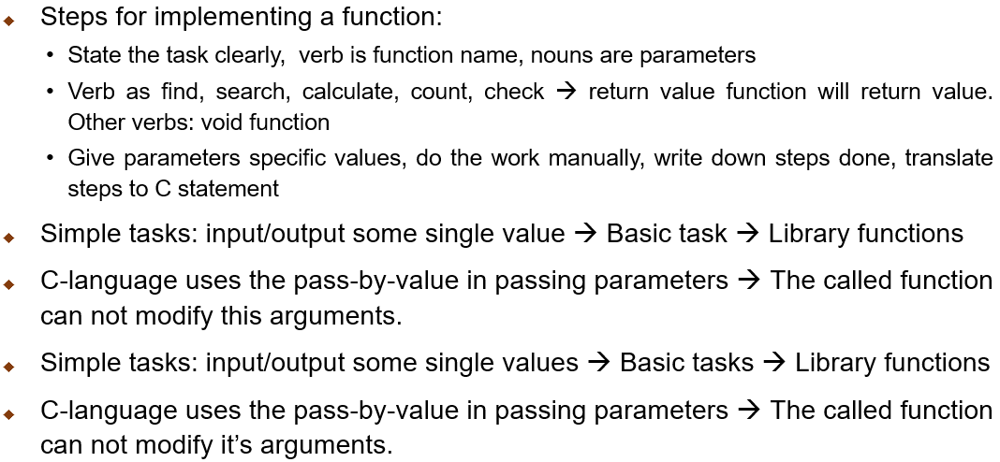 Steps for implementing a function:
• State the task clearly,  verb is function name, nouns are parameters
• Verb as find, search, calculate, count, check → return value function will return value.
Other verbs: void function
• Give parameters specific values, do the work manually, write down steps done, translate
steps to C statement
Simple tasks: input/output some single value → Basic task → Library functions
C-language uses the pass-by-value in passing parameters → The called function
can not modify this arguments.
Simple tasks: input/output some single values → Basic tasks → Library functions
C-language uses the pass-by-value in passing parameters → The called function
can not modify it’s arguments.